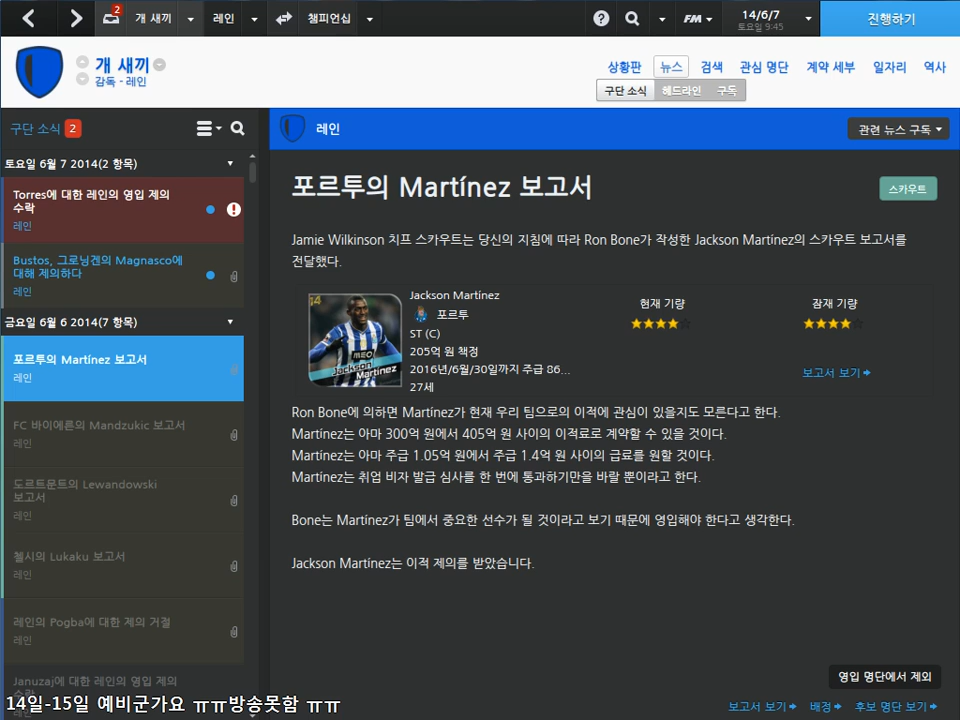 2
개 새끼
레인
챔피언십
FM
14/6/7
토요일 9:45
진행하기
개 새끼
감독 - 레인
상황판
뉴스
검색
관심 명단
계약 세부
일자리
역사
구단 소식
헤드라인
구독
구단 소식 2
레인
관련 뉴스 구독
토요일 6월 7 2014(2 항목)
Torres에 대한 레인의 영입 제의
수락
레인
Bustos, 그로닝겐의 Magnasco에
대해 제의하다
레인
금요일 6월 6 2014(7 항목)
포르투의 Martínez 보고서
레인
FC 바이에른의 Mandzukic 보고서
레인
도르트문트의 Lewandowski
보고서
레인
첼시의 Lukaku 보고서
레인
레인의 Pogba에 대한 제의 거절
레인
Januzaj에 대한 레인의 영입 제의
포르투의 Martínez 보고서
스카우트
Jamie Wilkinson 치프 스카우트는 당신의 지침에 따라 Ron Bone가 작성한 Jackson Martínez의 스카우트 보고서를
전달했다.
14
MEO
Jackson
Martínez
Jackson Martínez
포르투
ST (C)
205억 원 책정
2016년/6월/30일까지 주급 86...
27세
현재 기량
잠재 기량
보고서 보기
Ron Bone에 의하면 Martínez가 현재 우리 팀으로의 이적에 관심이 있을지도 모른다고 한다.
Martínez는 아마 300억 원에서 405억 원 사이의 이적료로 계약할 수 있을 것이다.
Martínez는 아마 주급 1.05억 원에서 주급 1.4억 원 사이의 급료를 원할 것이다.
Martínez는 취업 비자 발급 심사를 한 번에 통과하기만을 바랄 뿐이라고 한다.
Bone는 Martínez가 팀에서 중요한 선수가 될 것이라고 보기 때문에 영입해야 한다고 생각한다.
Jackson Martínez는 이적 제의를 받았습니다.
영입 명단에서 제외
보고서 보기
배정
후보 명단 보기
14일-15일 예비군가요 ㅠㅠ방송못함 ㅠㅠ